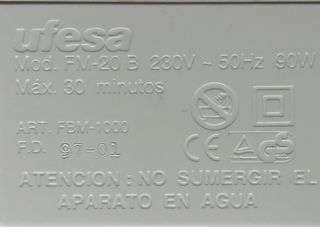 ufesa
Mod. FM-20 B 230V ~ 50Hz 90W
Máx. 30 minutos
ART. FBM-1000
F.D. 97-01
CE GS
ATENCION: NO SUMERGIR EL
APARATO EN AGUA